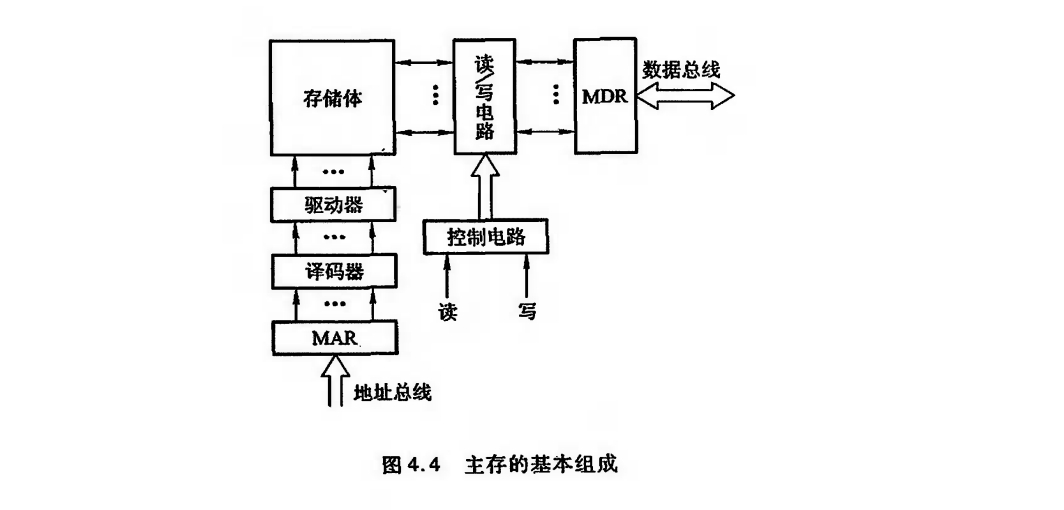 存储体
读/写电路
MDR
数据总线
驱动器
控制电路
译码器
读
写
MAR
地址总线
图4.4 主存的基本组成